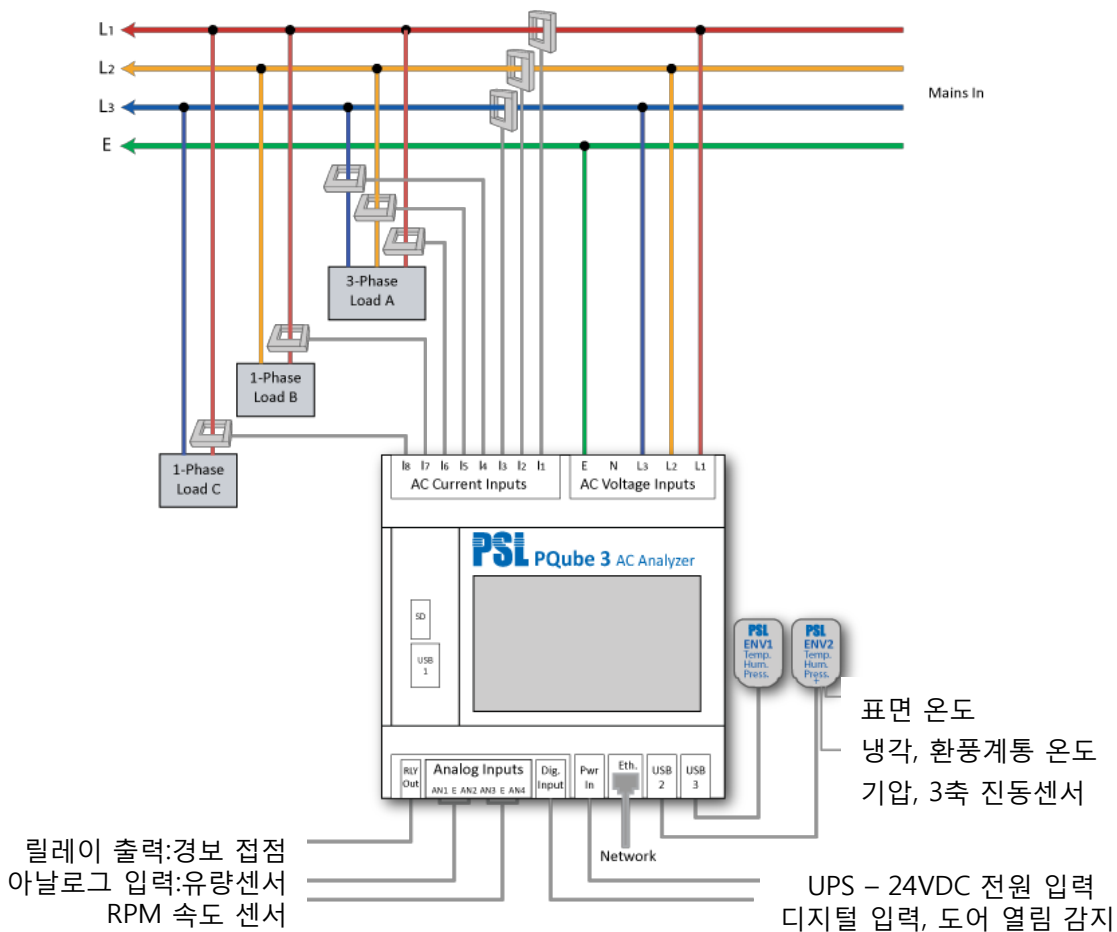 L1
L2
L3
E
Mains In
3-Phase
Load A
1-Phase
Load B
1-Phase
Load C
I8 I7 I6 I5 I4 I3 I2 I1
AC Current Inputs
E N L3 L2 L1
AC Voltage Inputs
PSL PQube 3 AC Analyzer
SD
USB
1
PSL
ENV1
Temp.
Hum.
Press.
PSL
ENV2
Temp.
Hum.
Press.
+
표면 온도
냉각, 환풍계통 온도
기압, 3축 진동센서
RLY
Out
Analog Inputs
AN1 E AN2 AN3 E AN4
Dig.
Input
Pwr
In
Eth.
USB
2
USB
3
Network
릴레이 출력:경보 접점
아날로그 입력:유량센서
RPM 속도 센서
UPS – 24VDC 전원 입력
디지털 입력, 도어 열림 감지